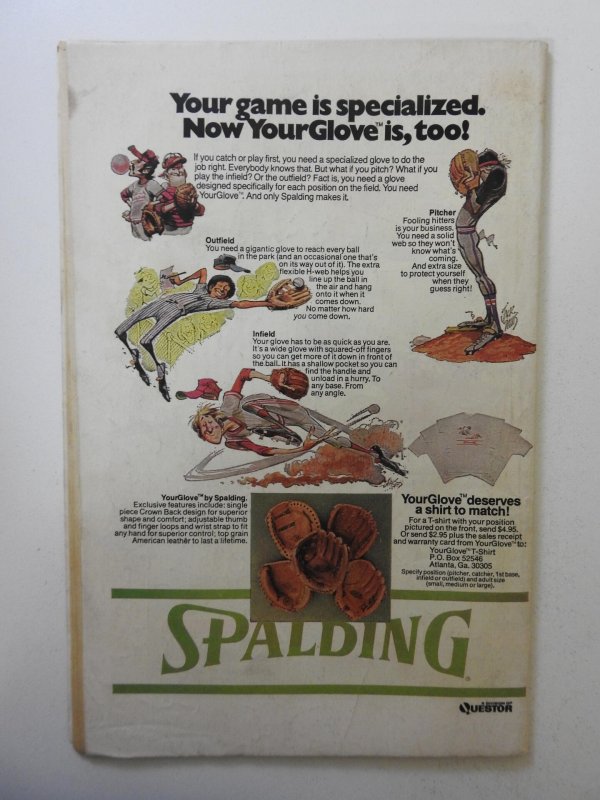 Your game is specialized.
Now YourGlove™ is, too!
If you catch or play first, you need a specialized glove to do the
job right. Everybody knows that. But what if you pitch? What if you
play the infield? Or the outfield? Fact is, you need a glove
designed specifically for each position on the field. You need
YourGlove™. And only Spalding makes it.
Pitcher
Fooling hitters
is your business.
You need a solid
web so they won't
know what's
coming.
And extra size
to protect yourself
when they
guess right!
Outfield
You need a gigantic glove to reach every ball
in the park (and an occasional one that's
on its way out of it). The extra
flexible H-web helps you
line up the ball in
the air and hang
onto it when it
comes down.
No matter how hard
you come down.
Infield
Your glove has to be as quick as you are.
It's a wide glove with squared-off fingers
so you can get more of it down in front of
the ball. It has a shallow pocket so you can
find the handle and
unload in a hurry. To
any base. From
any angle.
YourGlove™ by Spalding.
Exclusive features include: single
piece Crown Back design for superior
shape and comfort; adjustable thumb
and finger loops and wrist strap to fit
any hand for superior control; top grain
American leather to last a lifetime.
YourGlove™ deserves
a shirt to match!
For a T-shirt with your position
pictured on the front, send $4.95.
Or send $2.95 plus the sales receipt
and warranty card from YourGlove™ to:
YourGlove™ T-Shirt
P.O. Box 52546
Atlanta, Ga. 30305
Specify position (pitcher, catcher, 1st base,
infield or outfield) and adult size
(small, medium or large).
SPALDING®
A DIVISION OF
QUESTOR